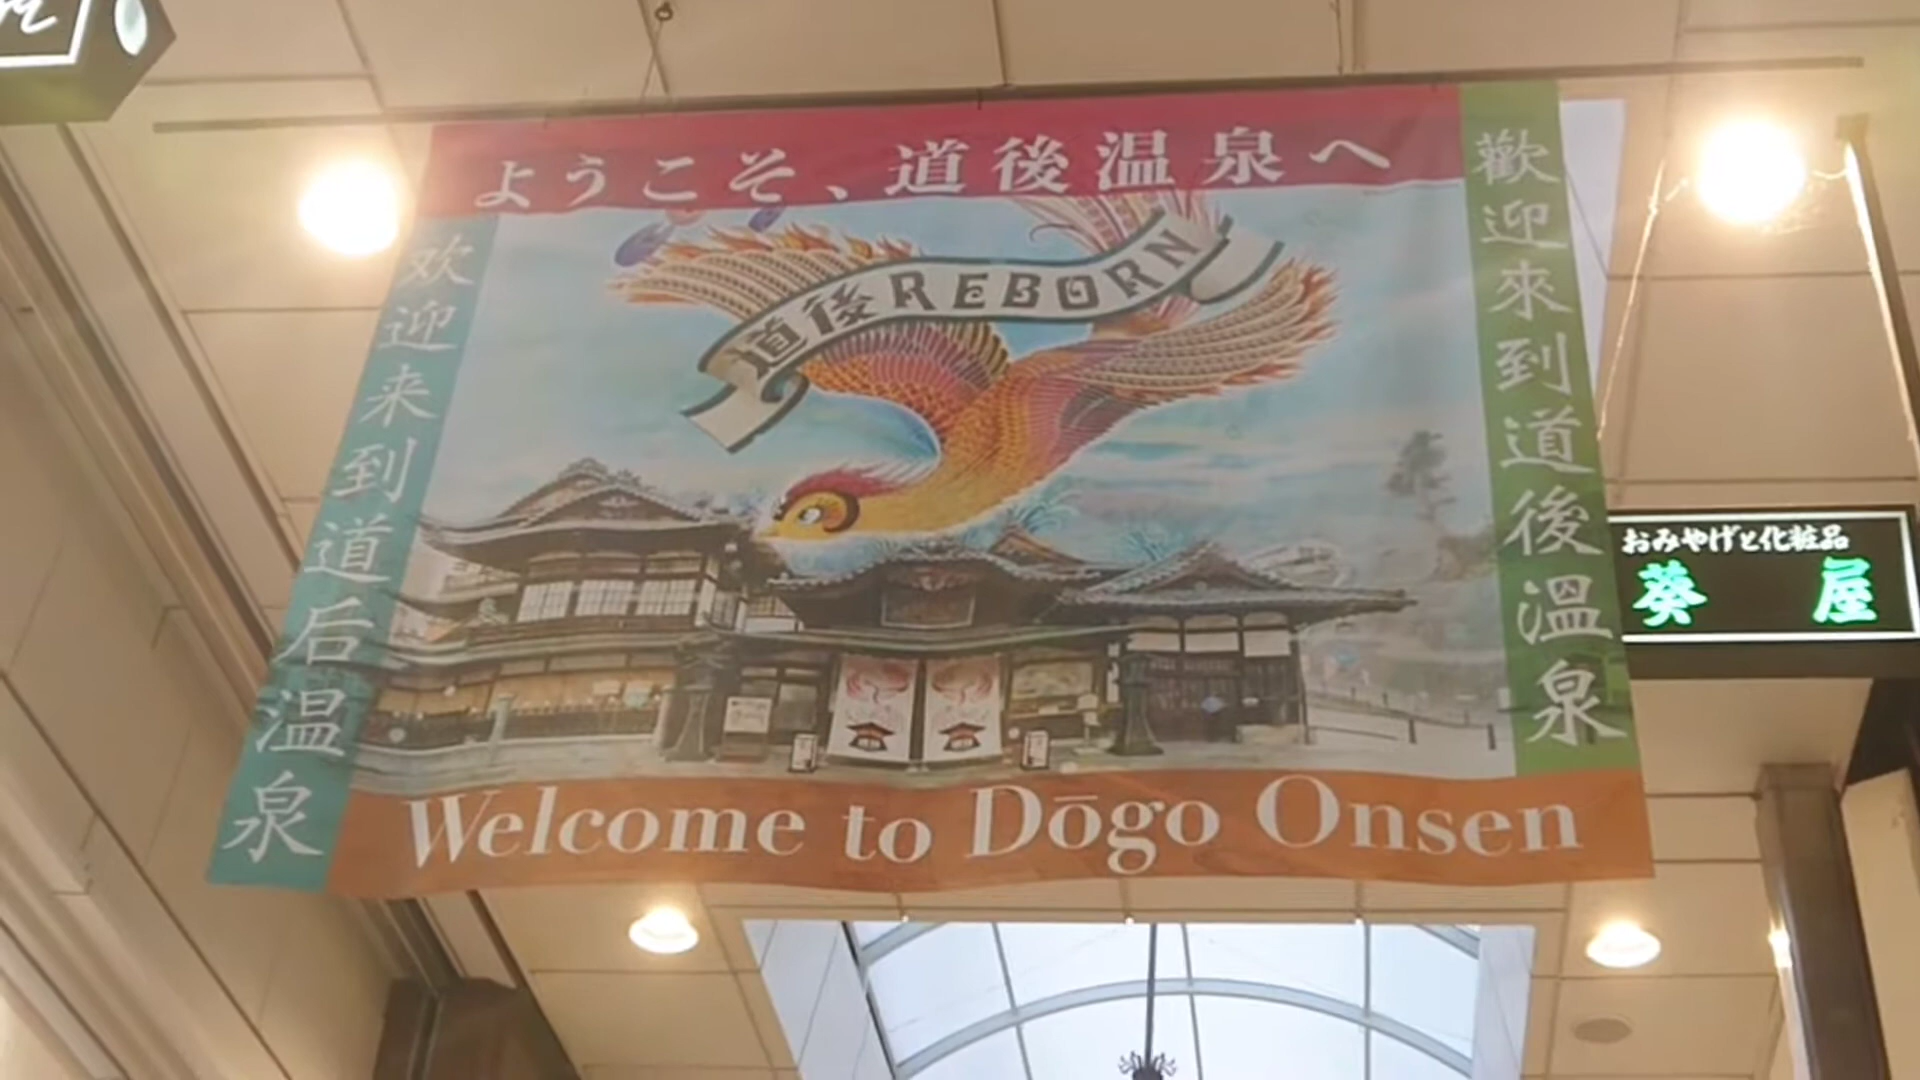 ようこそ、道後温泉へ
欢迎来到道后温泉
道後REBORN
歡迎來到道後溫泉
Welcome to Dōgo Onsen
おみやげと化粧品
葵屋